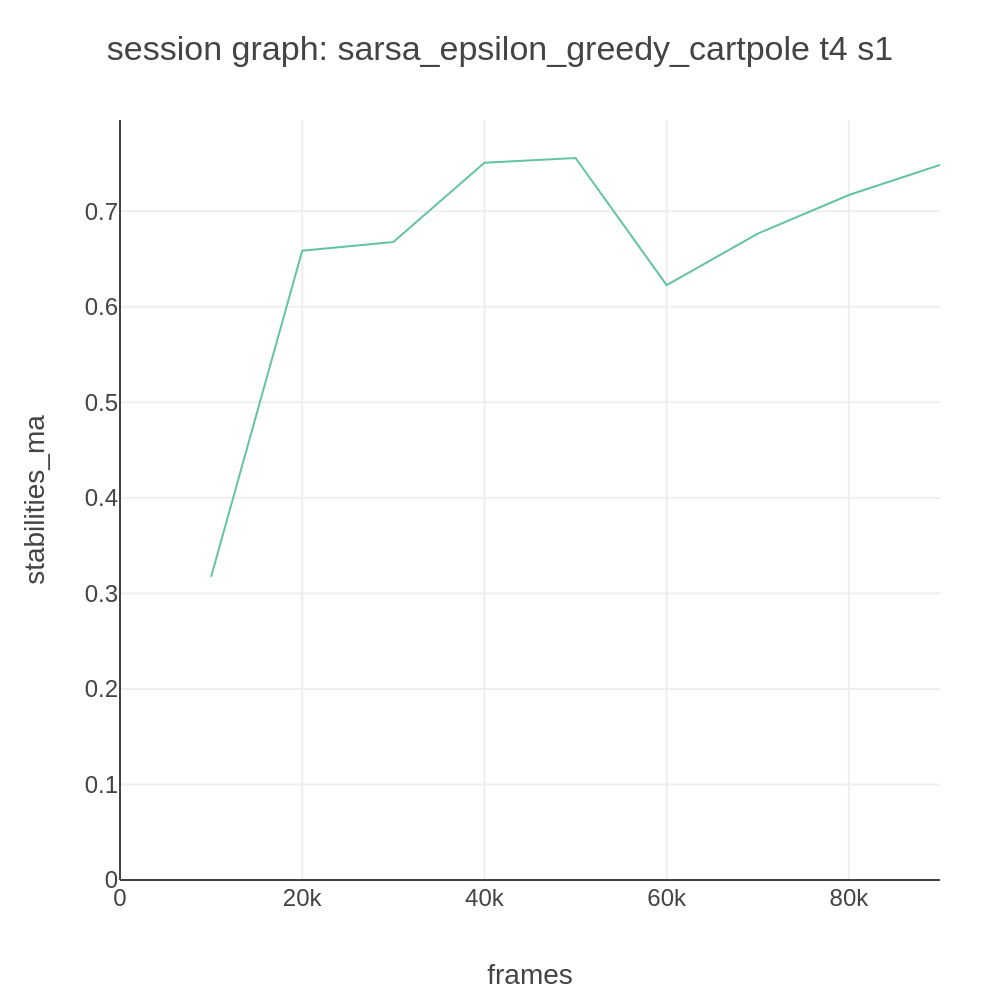 session graph: sarsa_epsilon_greedy_cartpole t4 s1
stabilities_ma
0.7
0.6
0.5
0.4
0.3
0.2
0.1
0
0 20k 40k 60k 80k
frames